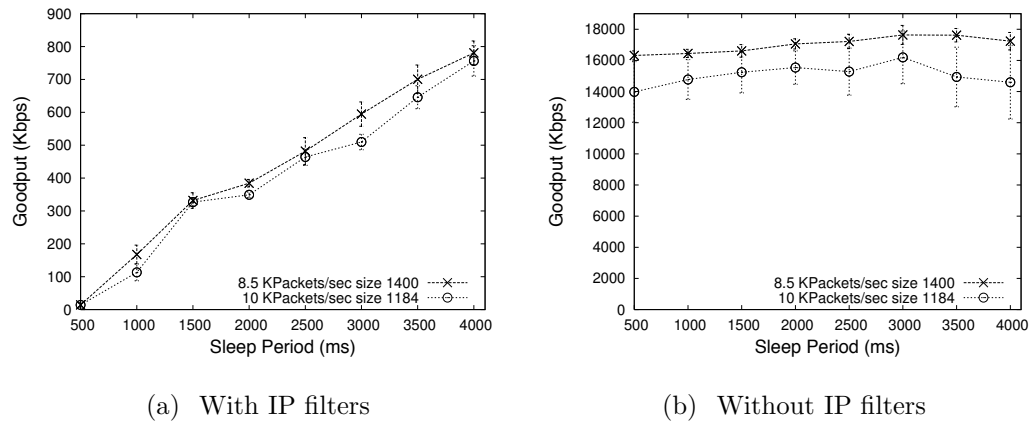 900
800
700
600
500
400
300
200
100
0
Goodput (Kbps)
8.5 KPackets/sec size 1400
10 KPackets/sec size 1184
500 1000 1500 2000 2500 3000 3500 4000
Sleep Period (ms)
(a) With IP filters
18000
16000
14000
12000
10000
8000
6000
4000
2000
0
Goodput (Kbps)
8.5 KPackets/sec size 1400
10 KPackets/sec size 1184
500 1000 1500 2000 2500 3000 3500 4000
Sleep Period (ms)
(b) Without IP filters